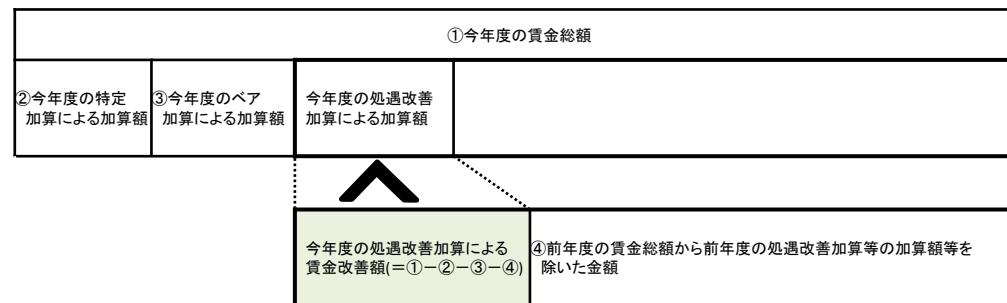 ①今年度の賃金総額
②今年度の特定
加算による加算額
③今年度のベア
加算による加算額
今年度の処遇改善
加算による加算額
今年度の処遇改善加算による
賃金改善額(＝①－②－③－④)
④前年度の賃金総額から前年度の処遇改善加算等の加算額等を
除いた金額